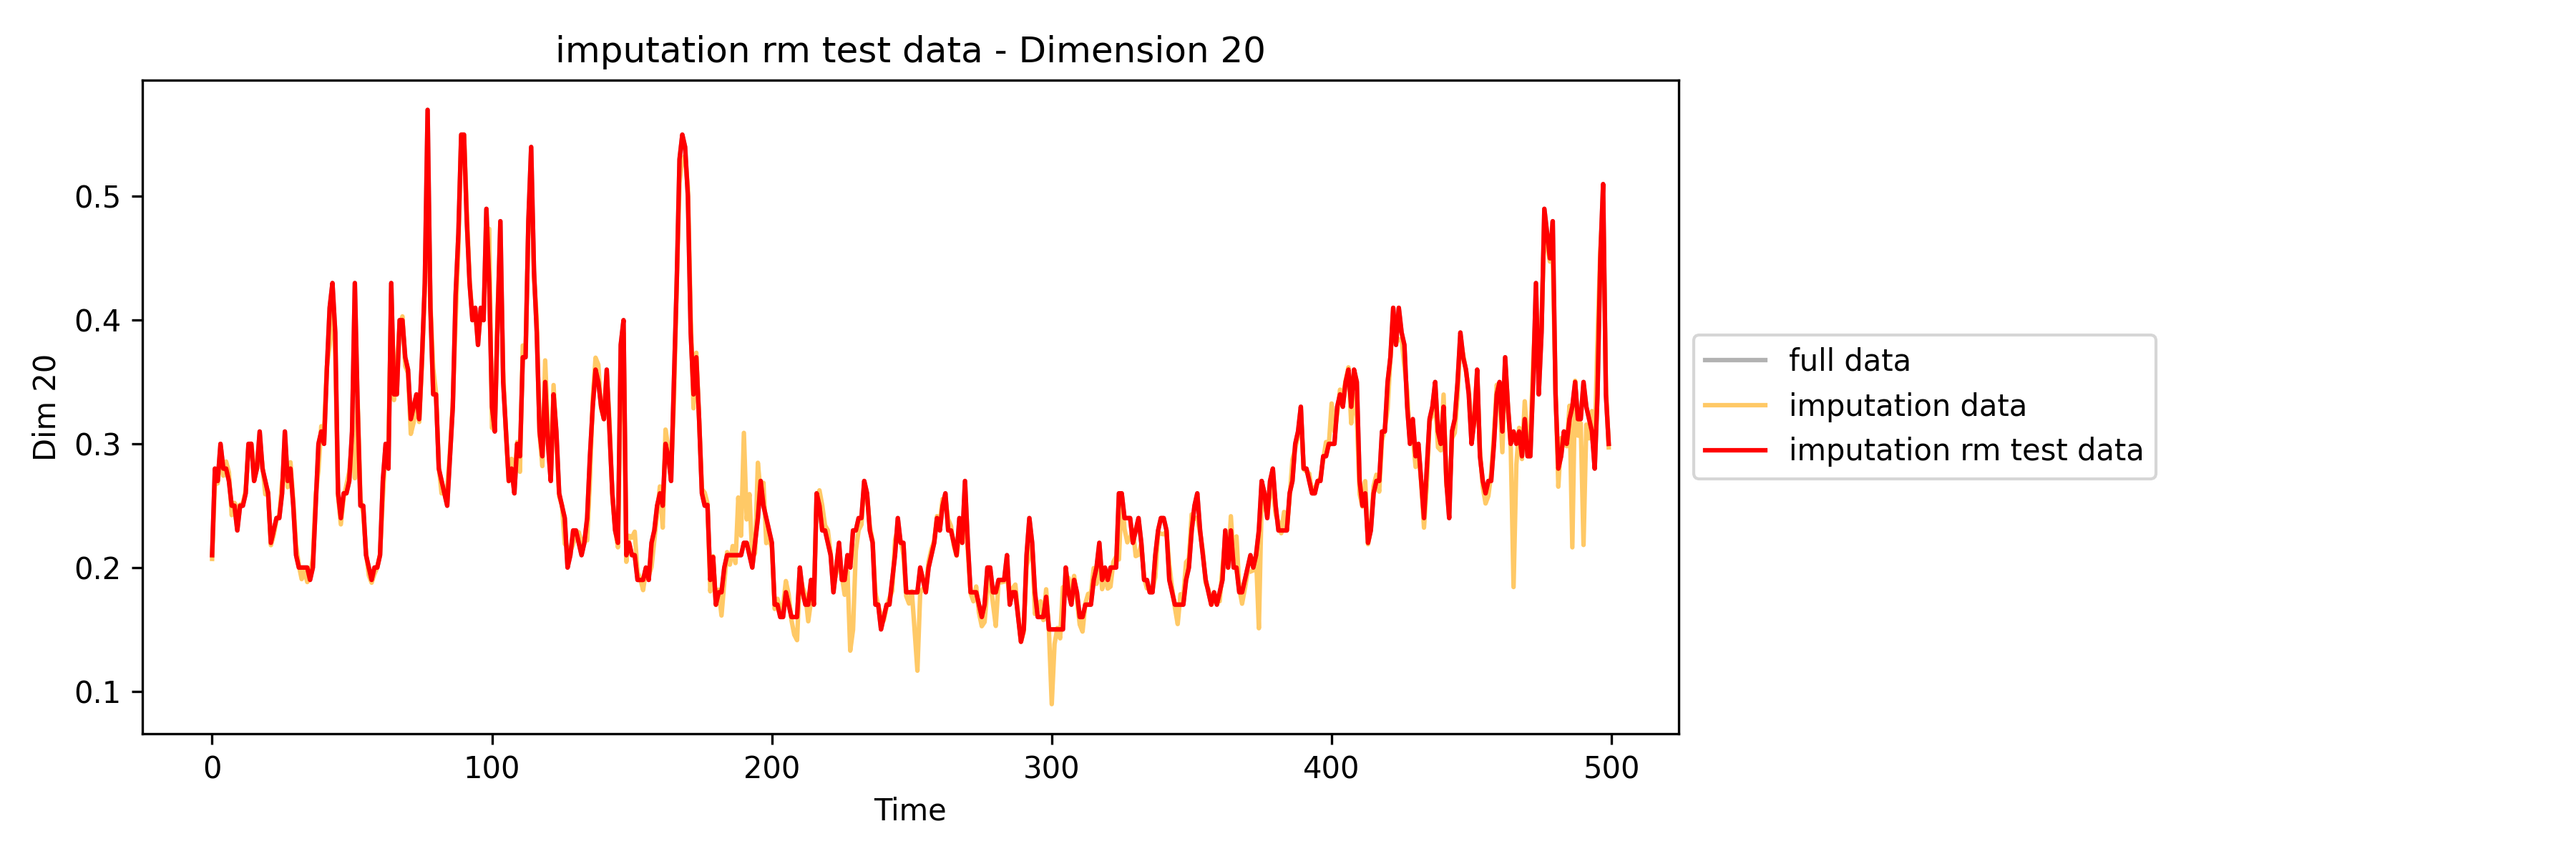 imputation rm test data - Dimension 20
Dim 20
0.5
0.4
0.3
0.2
0.1
0 100 200 300 400 500
Time
full data
imputation data
imputation rm test data